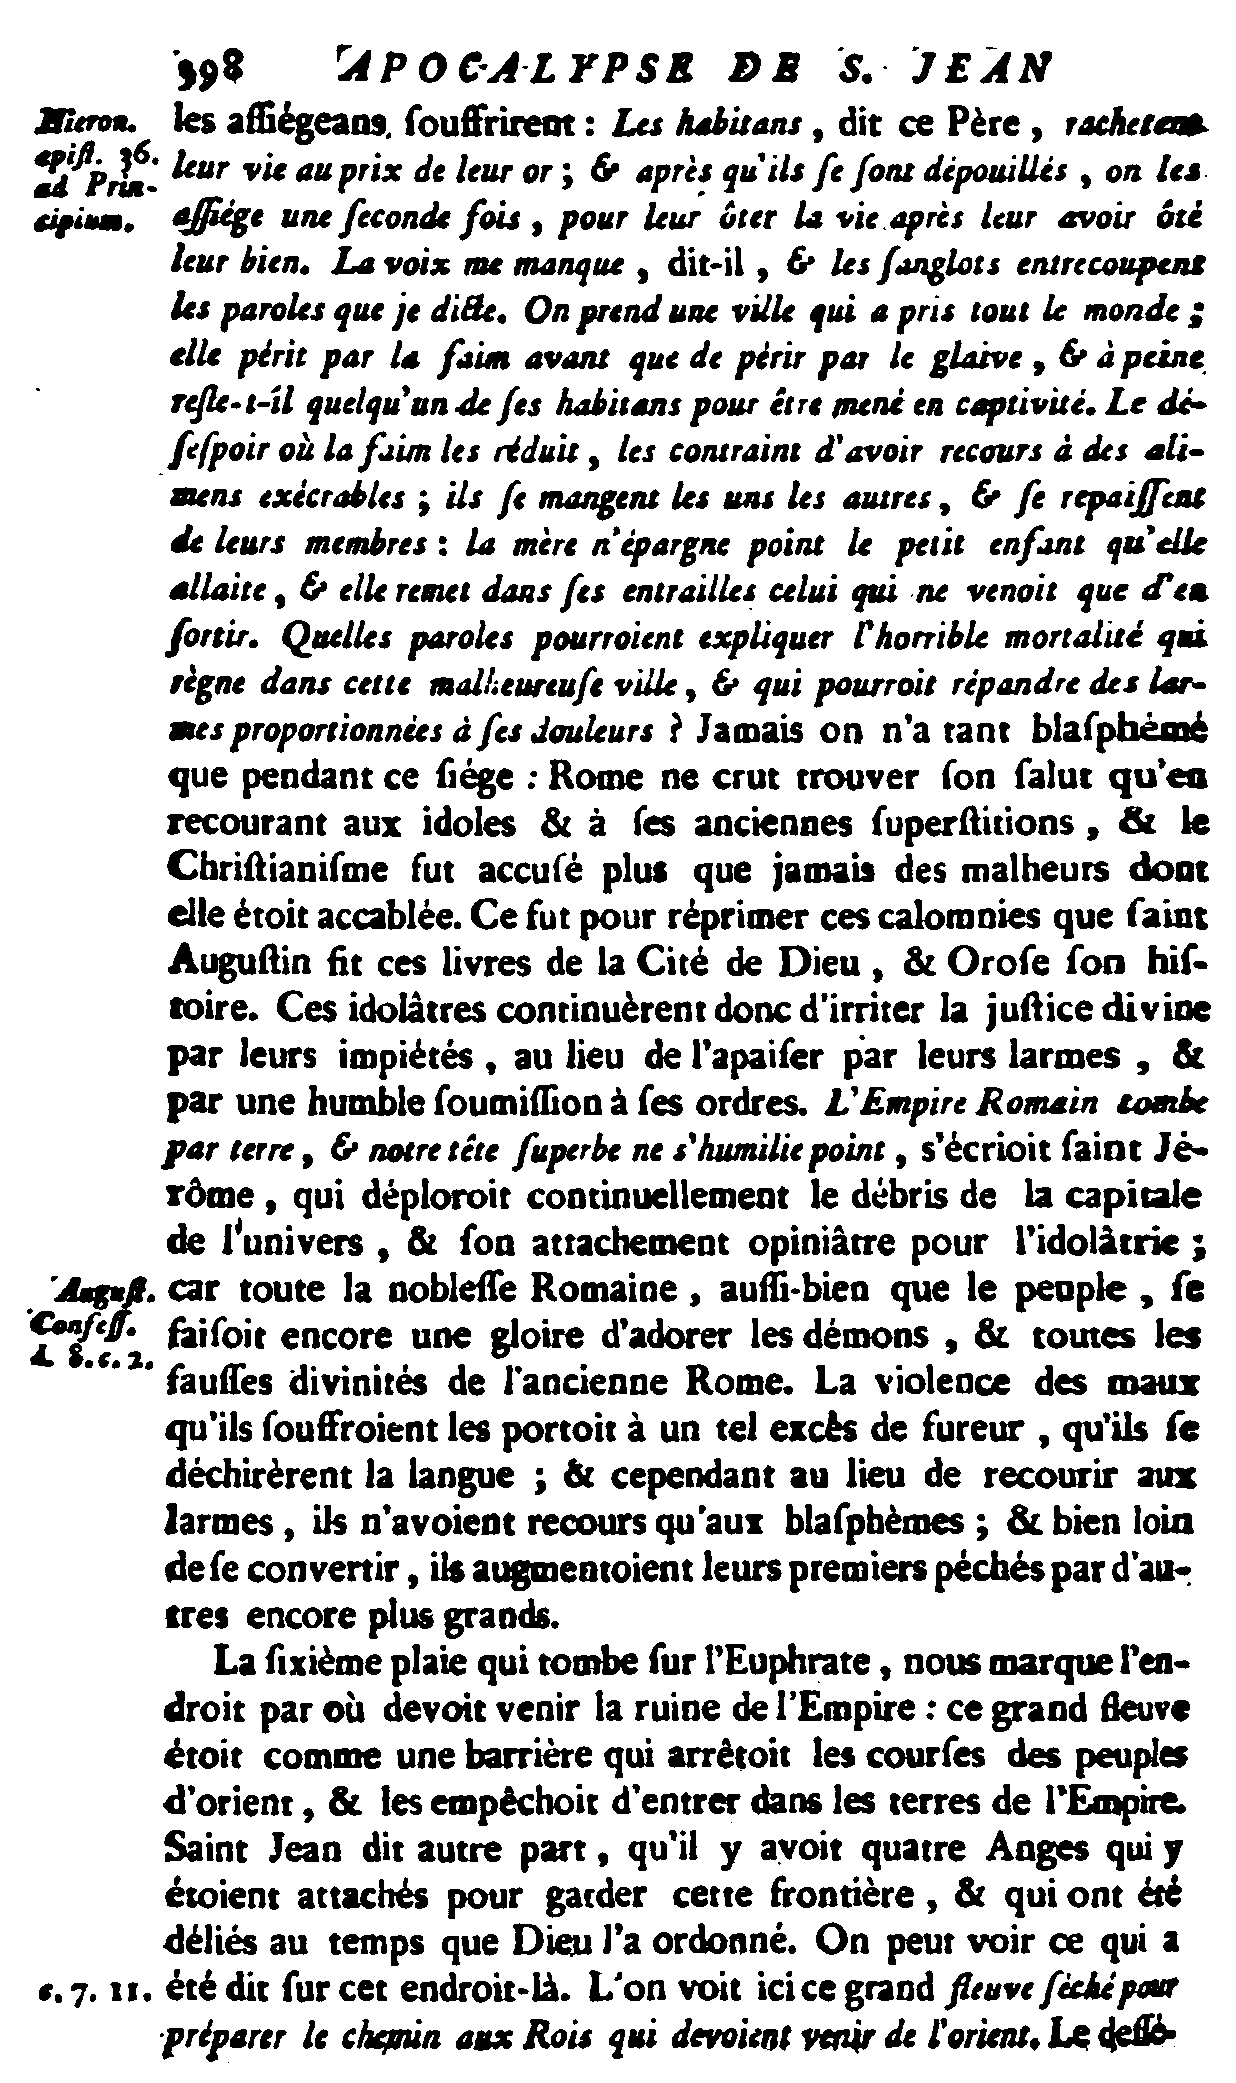 398 APOCALYPSE DE S. JEAN
Hieron.
epiſt. 36.
ad Prin-
cipium.
les aſſiégeans ſouffrirent : Les habitans , dit ce Père , rachetent
leur vie au prix de leur or ; & après qu'ils ſe ſont dépouillés , on les
aſſiége une ſeconde fois , pour leur ôter la vie après leur avoir ôté
leur bien. La voix me manque , dit-il , & les ſanglots entrecoupent
les paroles que je dicte. On prend une ville qui a pris tout le monde ;
elle périt par la faim avant que de périr par le glaive , & à peine
reſte-t-il quelqu'un de ſes habitans pour être mené en captivité. Le dé-
ſeſpoir où la faim les réduit , les contraint d'avoir recours à des ali-
mens exécrables ; ils ſe mangent les uns les autres , & ſe repaiſſent
de leurs membres : la mère n'épargne point le petit enfant qu'elle
allaite , & elle remet dans ſes entrailles celui qui ne venoit que d'en
ſortir. Quelles paroles pourroient expliquer l'horrible mortalité qui
règne dans cette malheureuſe ville , & qui pourroit répandre des lar-
mes proportionnées à ſes douleurs ? Jamais on n'a tant blaſphémé
que pendant ce ſiége : Rome ne crut trouver ſon ſalut qu'en
recourant aux idoles & à ſes anciennes ſuperſtitions , & le
Chriſtianiſme fut accuſé plus que jamais des malheurs dont
elle étoit accablée. Ce fut pour réprimer ces calomnies que ſaint
Auguſtin fit ces livres de la Cité de Dieu , & Oroſe ſon hiſ-
toire. Ces idolâtres continuèrent donc d'irriter la juſtice divine
par leurs impiétés , au lieu de l'apaiſer par leurs larmes , &
par une humble ſoumiſſion à ſes ordres. L'Empire Romain tombe
par terre , & notre tête ſuperbe ne s'humilie point , s'écrioit ſaint Jé-
rôme , qui déploroit continuellement le débris de la capitale
de l'univers , & ſon attachement opiniâtre pour l'idolâtrie ;
Auguſt.
Confeſſ.
l. 8. c. 2.
car toute la nobleſſe Romaine , auſſi-bien que le peuple , ſe
faiſoit encore une gloire d'adorer les démons , & toutes les
fauſſes divinités de l'ancienne Rome. La violence des maux
qu'ils ſouffroient les portoit à un tel excès de fureur , qu'ils ſe
déchirèrent la langue ; & cependant au lieu de recourir aux
larmes , ils n'avoient recours qu'aux blaſphèmes ; & bien loin
de ſe convertir , ils augmentoient leurs premiers péchés par d'au-
tres encore plus grands.
La ſixième plaie qui tombe ſur l'Euphrate , nous marque l'en-
droit par où devoit venir la ruine de l'Empire : ce grand fleuve
étoit comme une barrière qui arrêtoit les courſes des peuples
d'orient , & les empêchoit d'entrer dans les terres de l'Empire.
Saint Jean dit autre part , qu'il y avoit quatre Anges qui y
étoient attachés pour garder cette frontière , & qui ont été
déliés au temps que Dieu l'a ordonné. On peut voir ce qui a
c. 7. 11. été dit ſur cet endroit-là. L'on voit ici ce grand fleuve ſéché pour
préparer le chemin aux Rois qui devoient venir de l'orient. Le deſſé-